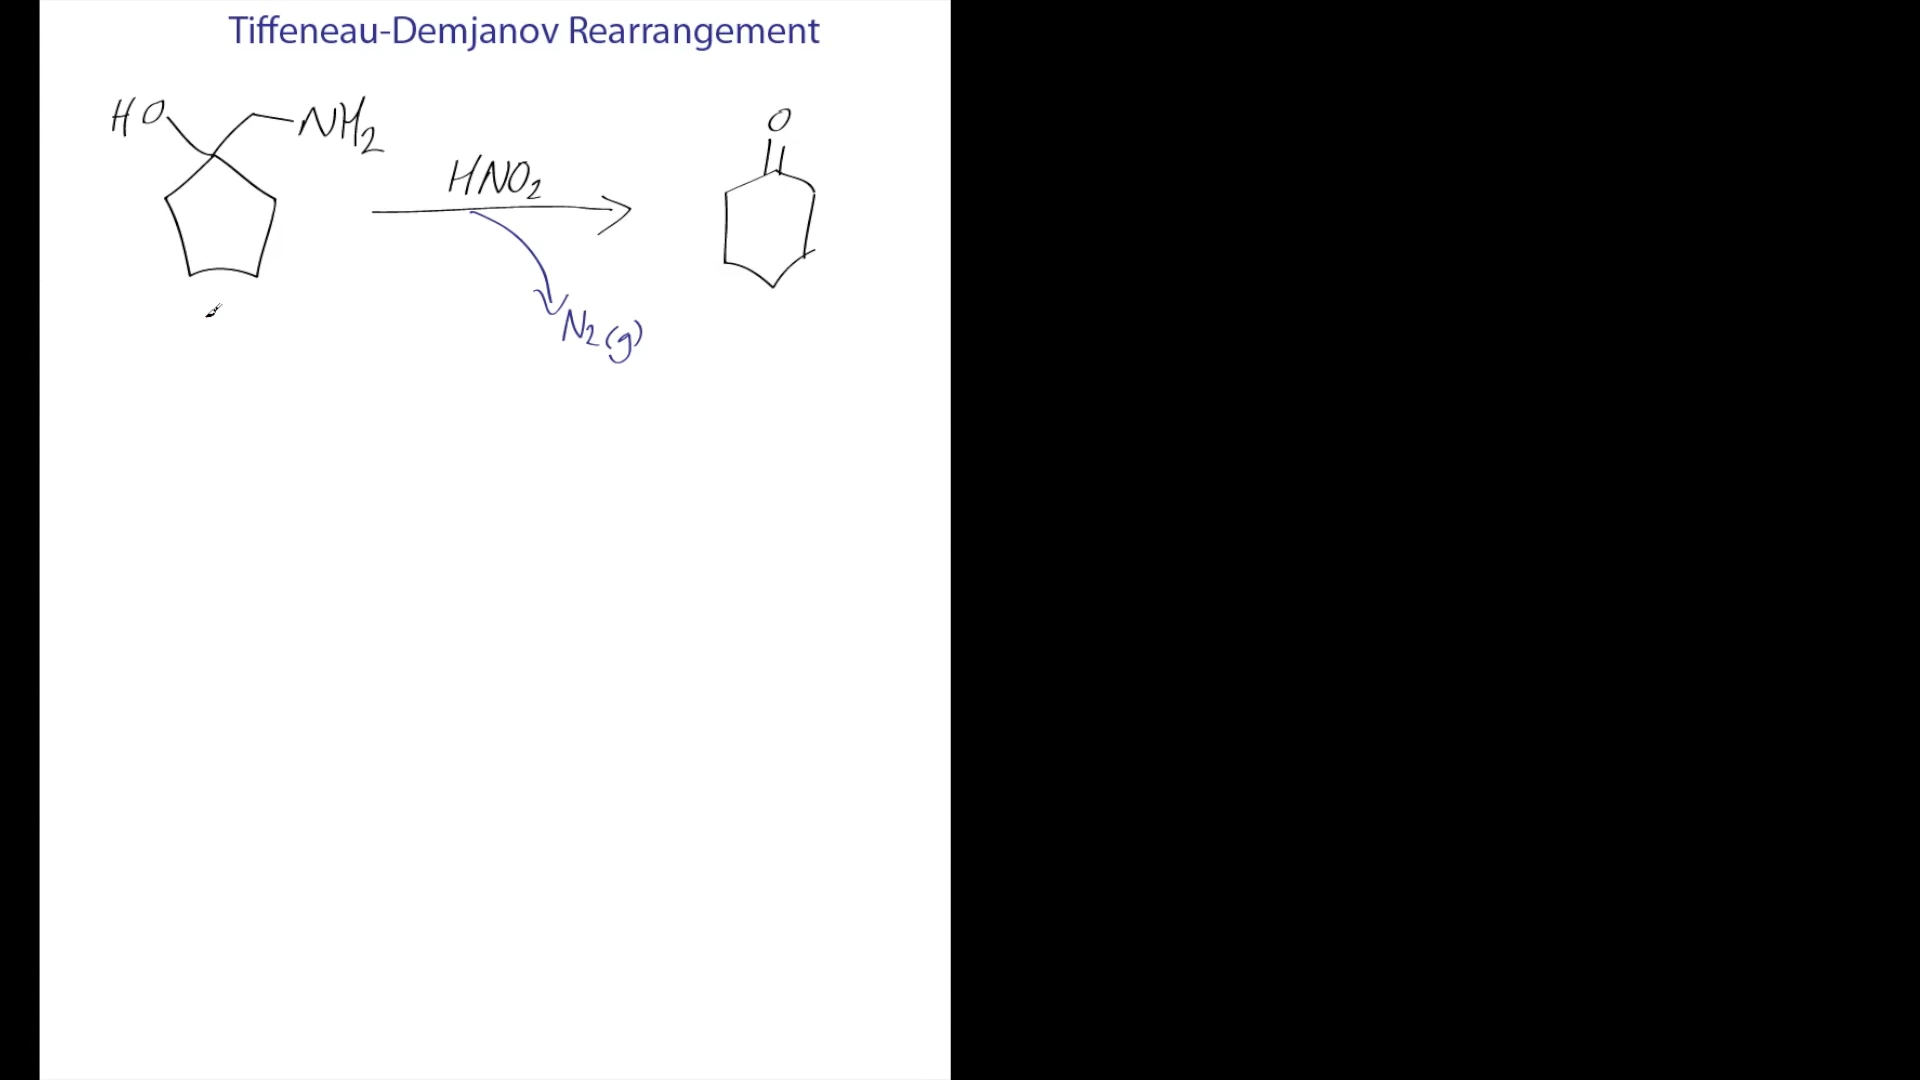 Tiffeneau-Demjanov Rearrangement
HO
NH2
HNO2
O
N2(g)